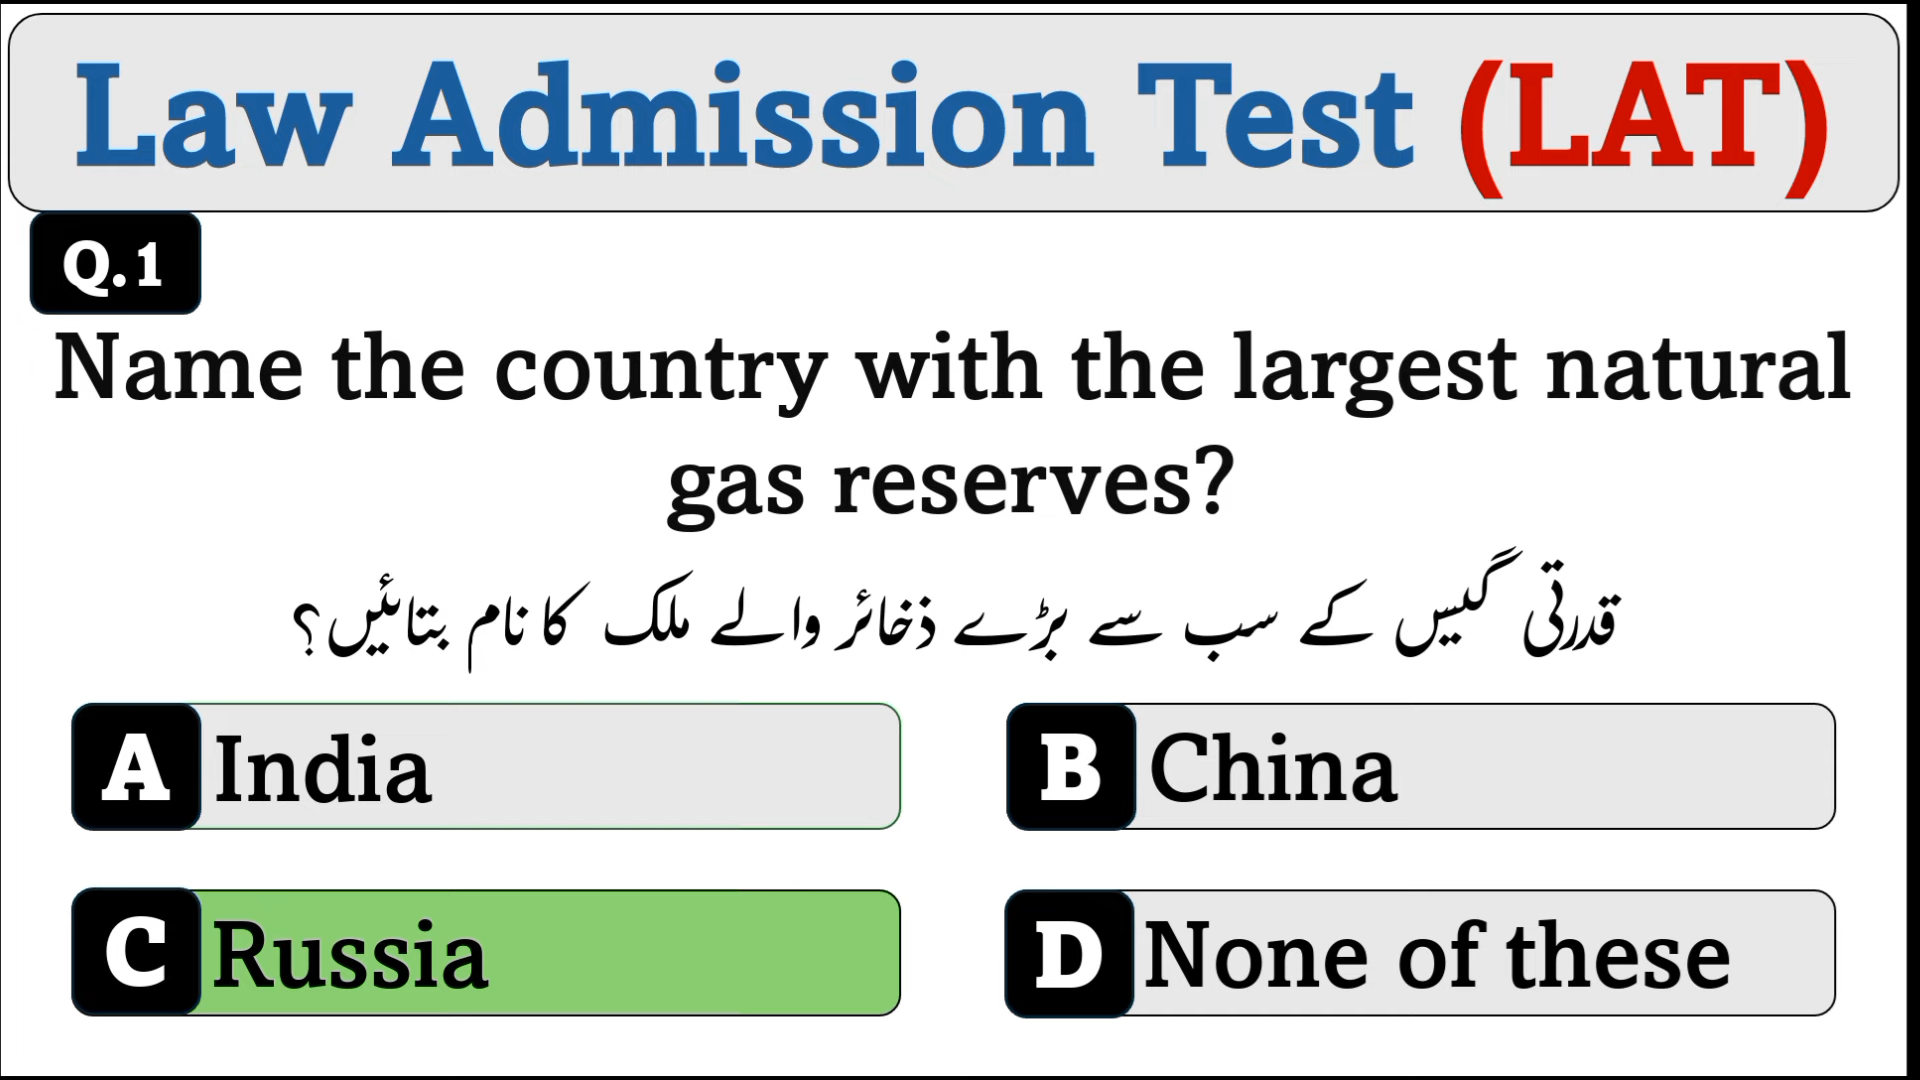 Law Admission Test (LAT)
Q.1
Name the country with the largest natural
gas reserves?
قدرتی گیس کے سب سے بڑے ذخائر والے ملک کا نام بتائیں؟
A India
B China
C Russia
D None of these